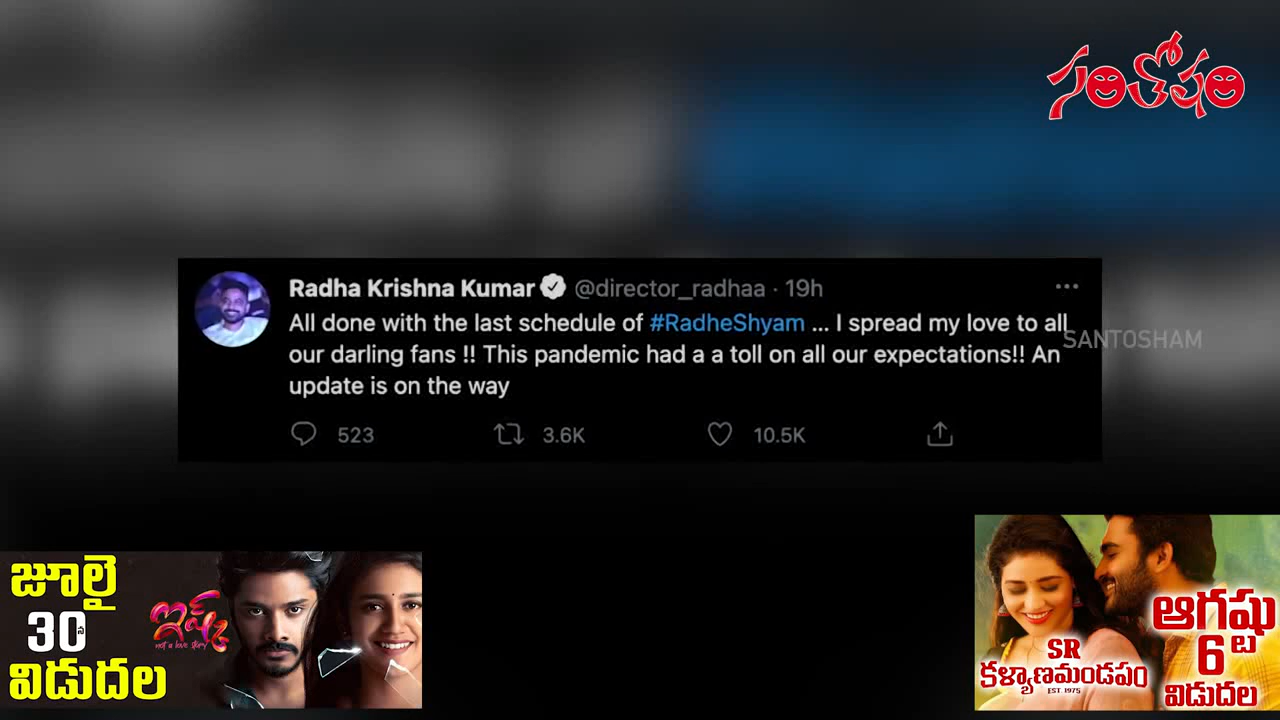 సంతోషం
Radha Krishna Kumar @director_radhaa · 19h
All done with the last schedule of #RadheShyam ... I spread my love to all
our darling fans !! This pandemic had a a toll on all our expectations!! An
update is on the way
SANTOSHAM
523 3.6K 10.5K
జూలై
30న
విడుదల
ఇష్క్
not a love story
SR
కళ్యాణమండపం
EST. 1975
ఆగష్టు
6
విడుదల